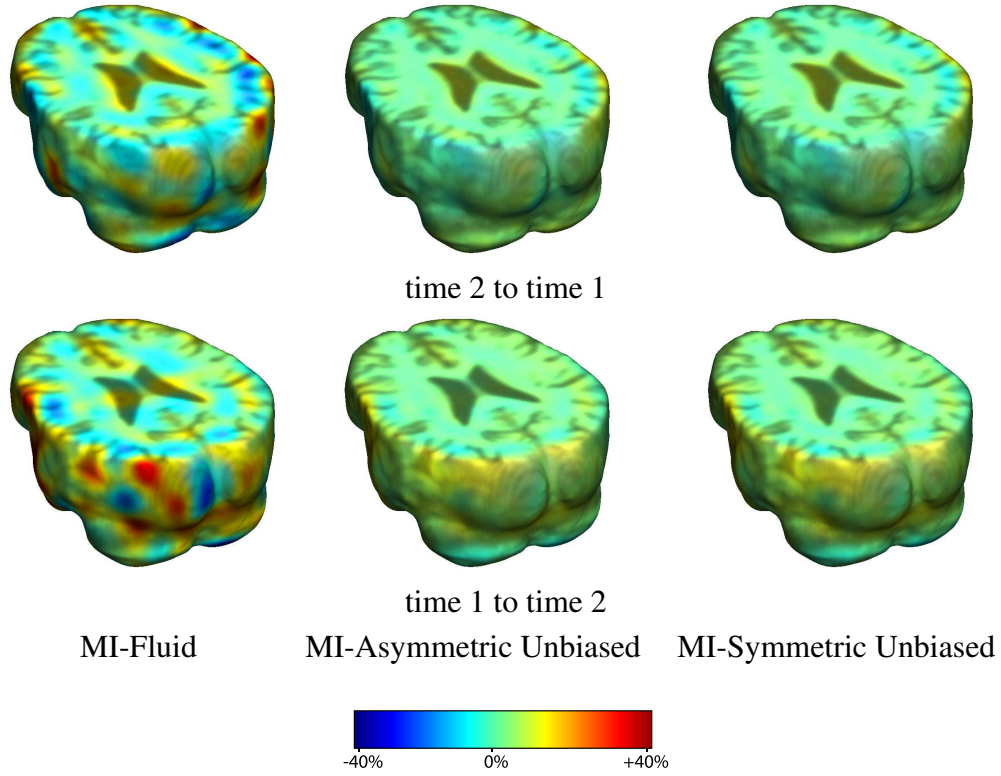 time 2 to time 1
time 1 to time 2
MI-Fluid MI-Asymmetric Unbiased MI-Symmetric Unbiased
-40% 0% +40%